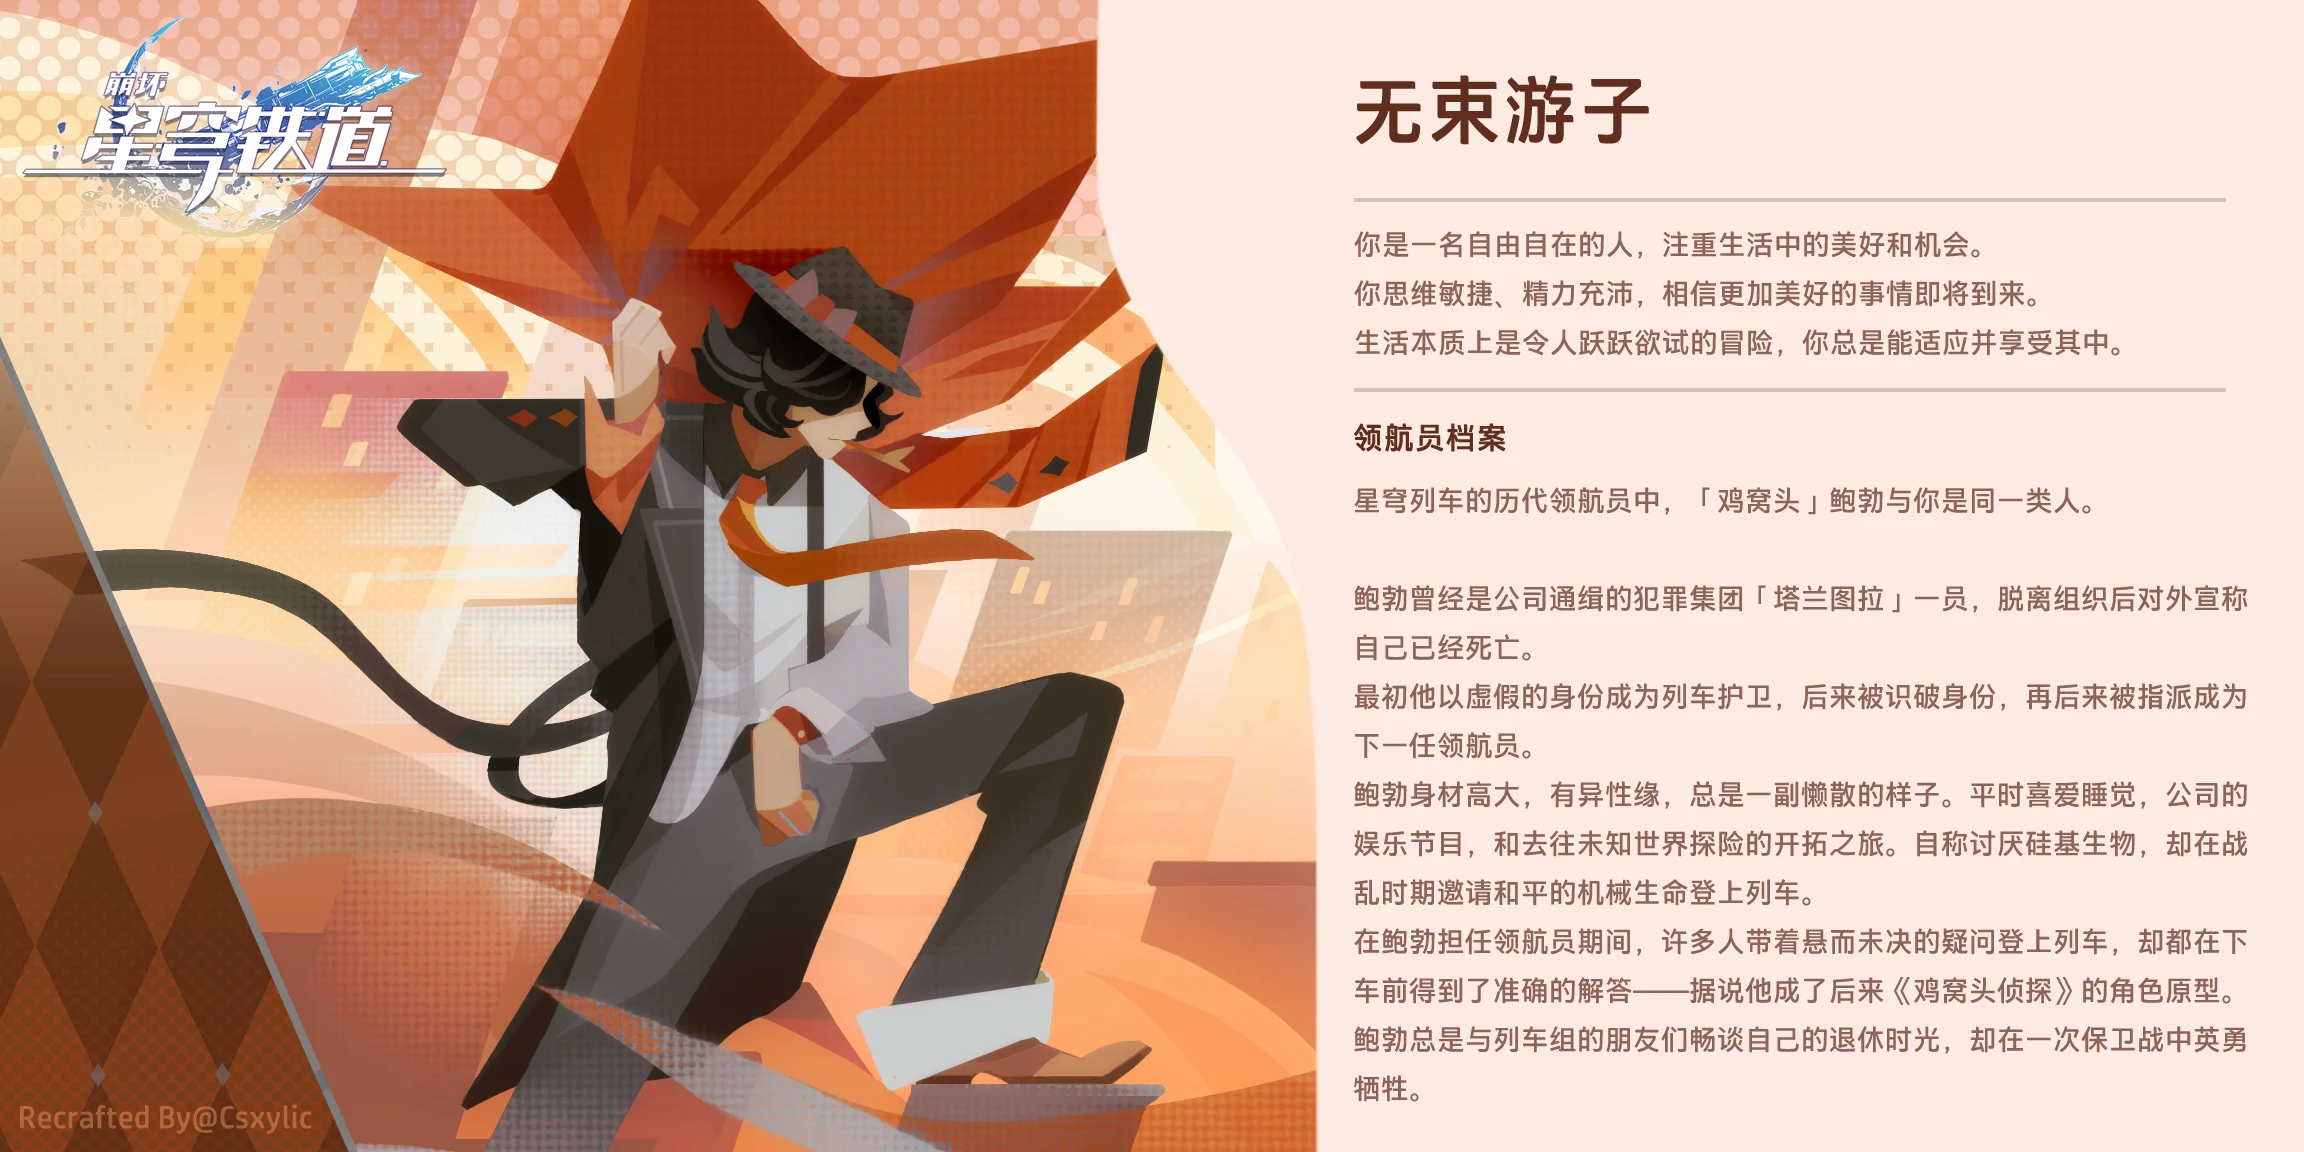 崩坏
星穹铁道
无束游子
你是一名自由自在的人，注重生活中的美好和机会。
你思维敏捷、精力充沛，相信更加美好的事情即将到来。
生活本质上是令人跃跃欲试的冒险，你总是能适应并享受其中。
领航员档案
星穹列车的历代领航员中，「鸡窝头」鲍勃与你是同一类人。
鲍勃曾经是公司通缉的犯罪集团「塔兰图拉」一员，脱离组织后对外宣称
自己已经死亡。
最初他以虚假的身份成为列车护卫，后来被识破身份，再后来被指派成为
下一任领航员。
鲍勃身材高大，有异性缘，总是一副懒散的样子。平时喜爱睡觉，公司的
娱乐节目，和去往未知世界探险的开拓之旅。自称讨厌硅基生物，却在战
乱时期邀请和平的机械生命登上列车。
在鲍勃担任领航员期间，许多人带着悬而未决的疑问登上列车，却都在下
车前得到了准确的解答——据说他成了后来《鸡窝头侦探》的角色原型。
鲍勃总是与列车组的朋友们畅谈自己的退休时光，却在一次保卫战中英勇
牺牲。
Recrafted By@Csxylic